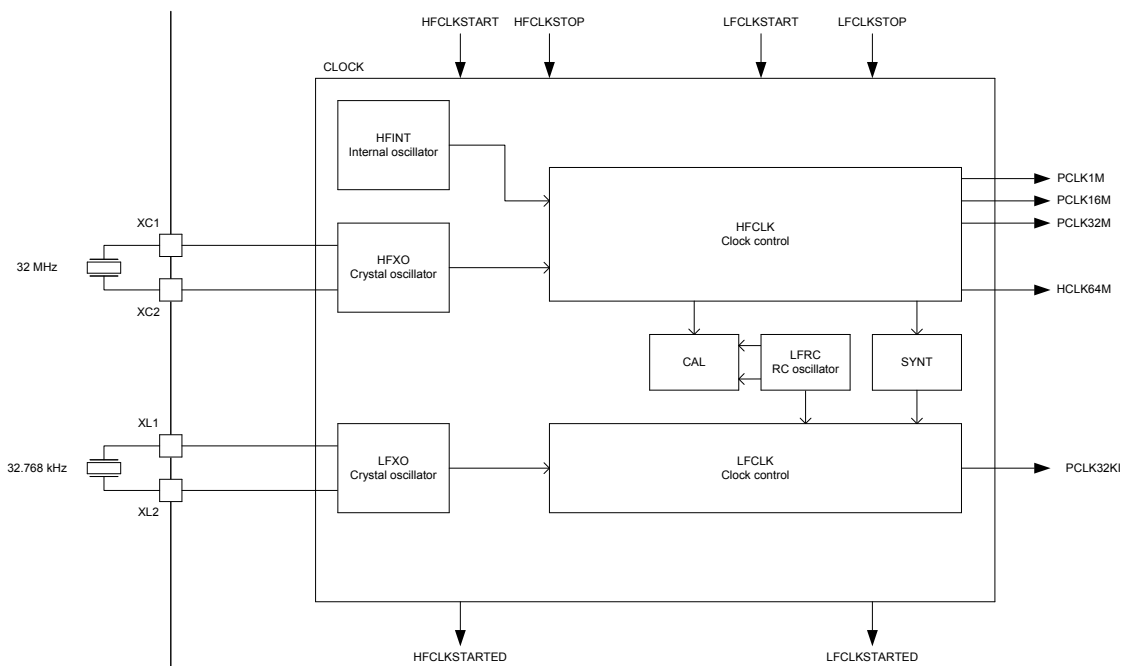 HFCLKSTART
HFCLKSTOP
LFCLKSTART
LFCLKSTOP
CLOCK
HFINT
Internal oscillator
PCLK1M
PCLK16M
PCLK32M
HFCLK
Clock control
XC1
HFXO
Crystal oscillator
32 MHz
XC2
HCLK64M
CAL
LFRC
RC oscillator
SYNT
XL1
LFXO
Crystal oscillator
LFCLK
Clock control
32.768 kHz
PCLK32KI
XL2
HFCLKSTARTED
LFCLKSTARTED